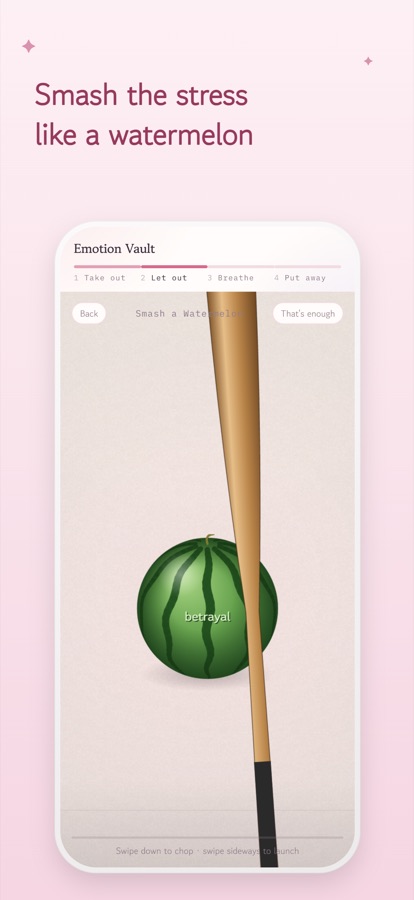 Smash the stress
like a watermelon
Emotion Vault
1 Take out 2 Let out 3 Breathe 4 Put away
Back Smash a Watermelon That's enough
betrayal
Swipe down to chop · swipe sideways to launch